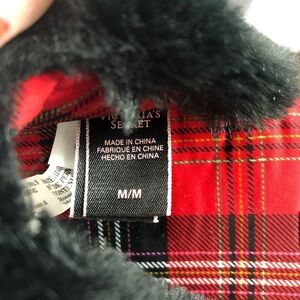 VICTORIA'S
SECRET
MADE IN CHINA
FABRIQUÉ EN CHINE
HECHO EN CHINA
M/M